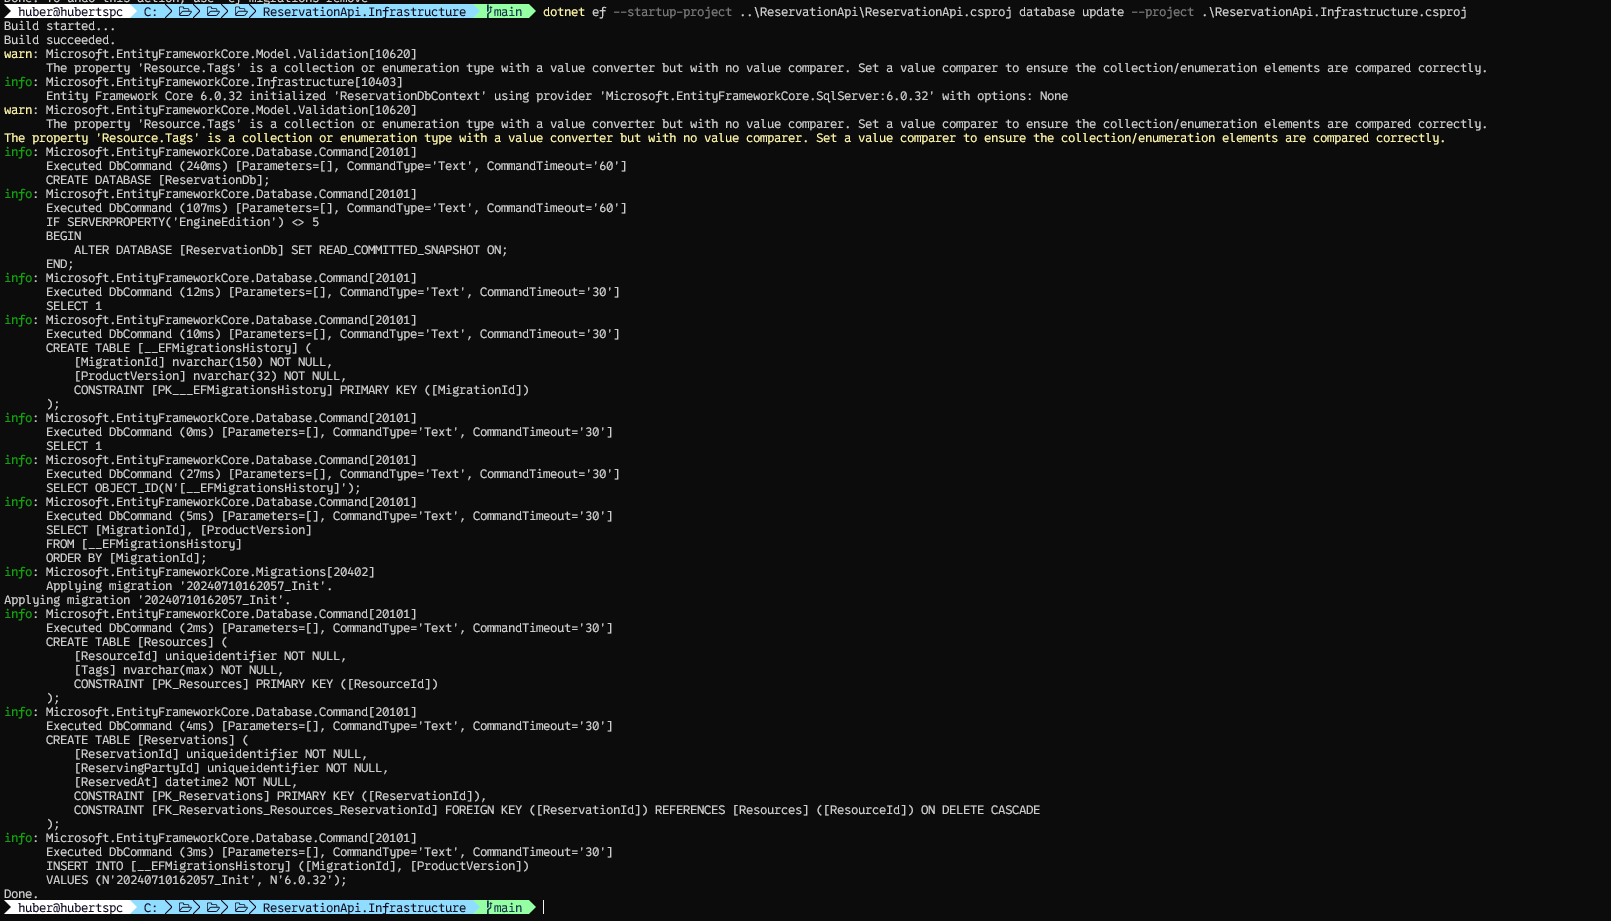 huber@hubertspc C: ReservationApi.Infrastructure main dotnet ef --startup-project ..\ReservationApi\ReservationApi.csproj database update --project .\ReservationApi.Infrastructure.csproj
Build started...
Build succeeded.
warn: Microsoft.EntityFrameworkCore.Model.Validation[10620]
The property 'Resource.Tags' is a collection or enumeration type with a value converter but with no value comparer. Set a value comparer to ensure the collection/enumeration elements are compared correctly.
info: Microsoft.EntityFrameworkCore.Infrastructure[10403]
Entity Framework Core 6.0.32 initialized 'ReservationDbContext' using provider 'Microsoft.EntityFrameworkCore.SqlServer:6.0.32' with options: None
warn: Microsoft.EntityFrameworkCore.Model.Validation[10620]
The property 'Resource.Tags' is a collection or enumeration type with a value converter but with no value comparer. Set a value comparer to ensure the collection/enumeration elements are compared correctly.
The property 'Resource.Tags' is a collection or enumeration type with a value converter but with no value comparer. Set a value comparer to ensure the collection/enumeration elements are compared correctly.
info: Microsoft.EntityFrameworkCore.Database.Command[20101]
Executed DbCommand (240ms) [Parameters=[], CommandType='Text', CommandTimeout='60']
CREATE DATABASE [ReservationDb];
info: Microsoft.EntityFrameworkCore.Database.Command[20101]
Executed DbCommand (107ms) [Parameters=[], CommandType='Text', CommandTimeout='60']
IF SERVERPROPERTY('EngineEdition') <> 5
BEGIN
ALTER DATABASE [ReservationDb] SET READ_COMMITTED_SNAPSHOT ON;
END;
info: Microsoft.EntityFrameworkCore.Database.Command[20101]
Executed DbCommand (12ms) [Parameters=[], CommandType='Text', CommandTimeout='30']
SELECT 1
info: Microsoft.EntityFrameworkCore.Database.Command[20101]
Executed DbCommand (10ms) [Parameters=[], CommandType='Text', CommandTimeout='30']
CREATE TABLE [__EFMigrationsHistory] (
[MigrationId] nvarchar(150) NOT NULL,
[ProductVersion] nvarchar(32) NOT NULL,
CONSTRAINT [PK___EFMigrationsHistory] PRIMARY KEY ([MigrationId])
);
info: Microsoft.EntityFrameworkCore.Database.Command[20101]
Executed DbCommand (0ms) [Parameters=[], CommandType='Text', CommandTimeout='30']
SELECT 1
info: Microsoft.EntityFrameworkCore.Database.Command[20101]
Executed DbCommand (27ms) [Parameters=[], CommandType='Text', CommandTimeout='30']
SELECT OBJECT_ID(N'[__EFMigrationsHistory]');
info: Microsoft.EntityFrameworkCore.Database.Command[20101]
Executed DbCommand (5ms) [Parameters=[], CommandType='Text', CommandTimeout='30']
SELECT [MigrationId], [ProductVersion]
FROM [__EFMigrationsHistory]
ORDER BY [MigrationId];
info: Microsoft.EntityFrameworkCore.Migrations[20402]
Applying migration '20240710162057_Init'.
Applying migration '20240710162057_Init'.
info: Microsoft.EntityFrameworkCore.Database.Command[20101]
Executed DbCommand (2ms) [Parameters=[], CommandType='Text', CommandTimeout='30']
CREATE TABLE [Resources] (
[ResourceId] uniqueidentifier NOT NULL,
[Tags] nvarchar(max) NOT NULL,
CONSTRAINT [PK_Resources] PRIMARY KEY ([ResourceId])
);
info: Microsoft.EntityFrameworkCore.Database.Command[20101]
Executed DbCommand (4ms) [Parameters=[], CommandType='Text', CommandTimeout='30']
CREATE TABLE [Reservations] (
[ReservationId] uniqueidentifier NOT NULL,
[ReservingPartyId] uniqueidentifier NOT NULL,
[ReservedAt] datetime2 NOT NULL,
CONSTRAINT [PK_Reservations] PRIMARY KEY ([ReservationId]),
CONSTRAINT [FK_Reservations_Resources_ReservationId] FOREIGN KEY ([ReservationId]) REFERENCES [Resources] ([ResourceId]) ON DELETE CASCADE
);
info: Microsoft.EntityFrameworkCore.Database.Command[20101]
Executed DbCommand (3ms) [Parameters=[], CommandType='Text', CommandTimeout='30']
INSERT INTO [__EFMigrationsHistory] ([MigrationId], [ProductVersion])
VALUES (N'20240710162057_Init', N'6.0.32');
Done.
huber@hubertspc C: ReservationApi.Infrastructure main